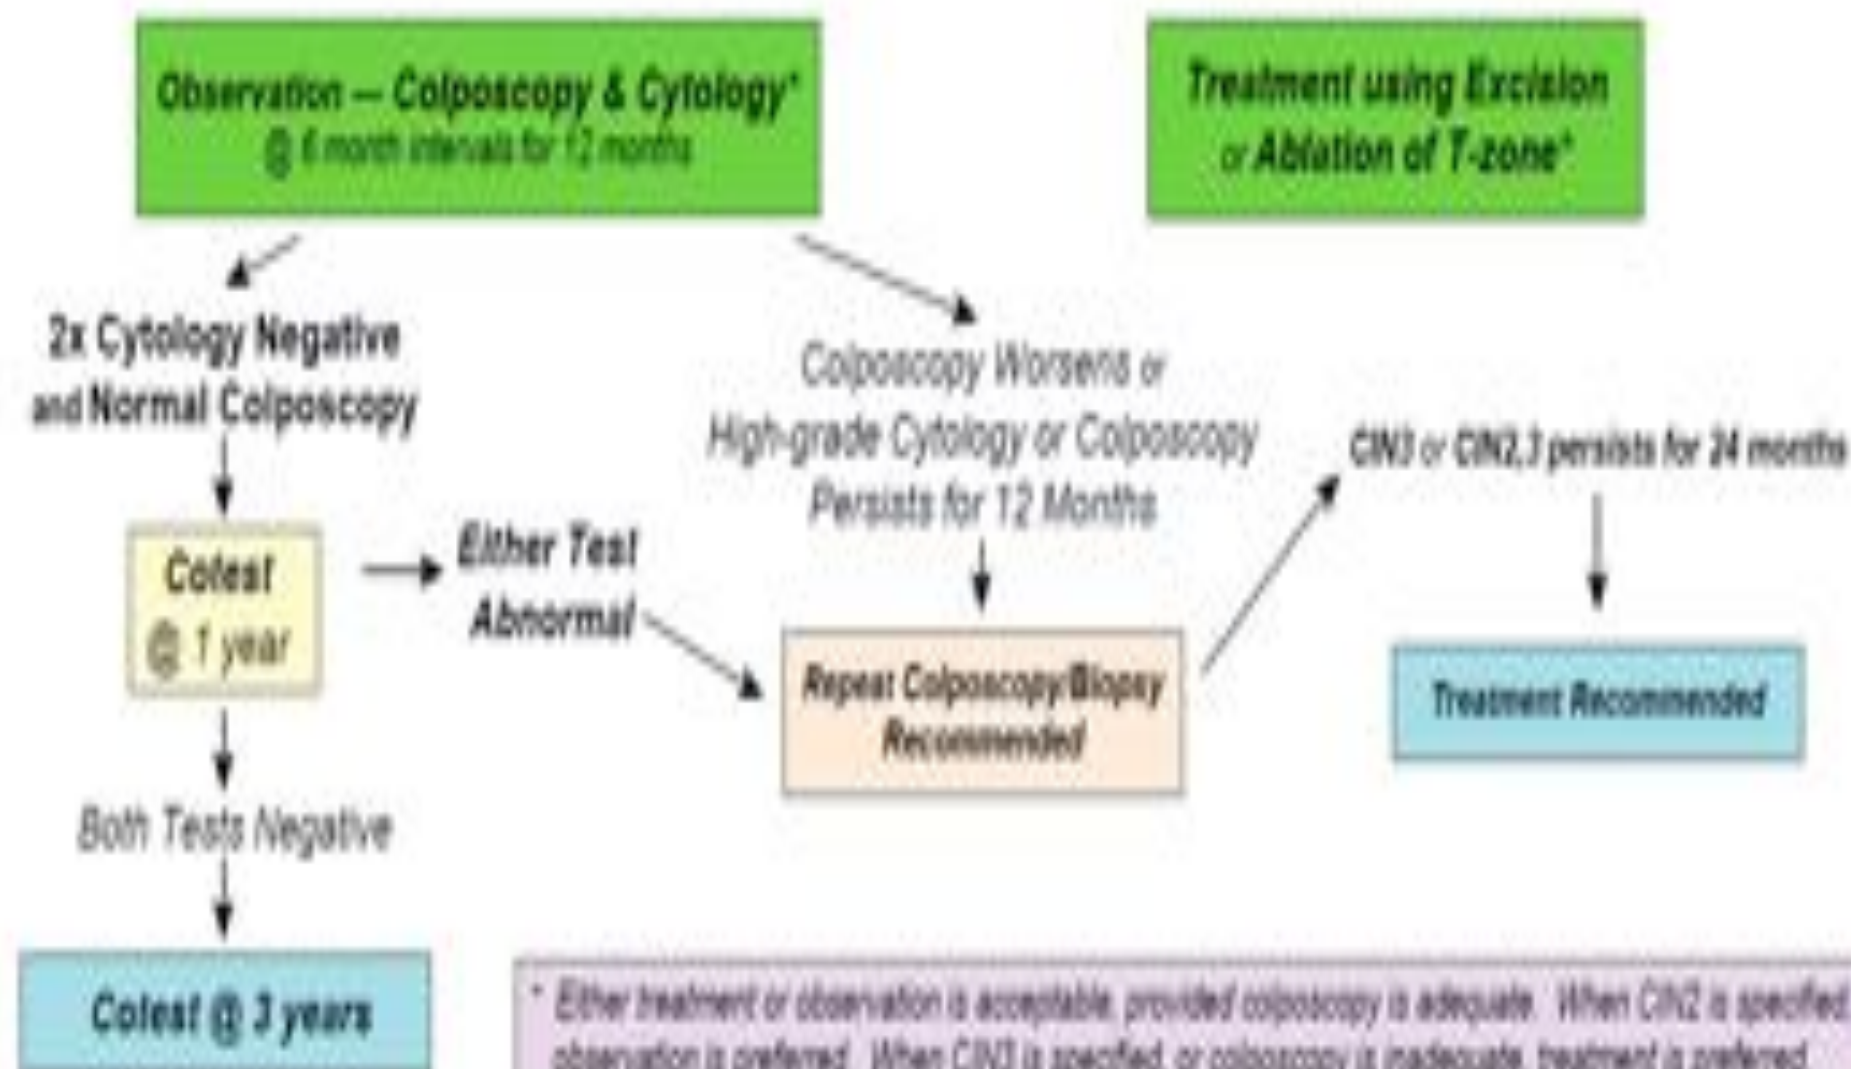 Observation — Colposcopy & Cytology*
@ 6 month intervals for 12 months
Treatment using Excision
or Ablation of T-zone*
2x Cytology Negative
and Normal Colposcopy
Colposcopy Worsens or
High-grade Cytology or Colposcopy
Persists for 12 Months
CIN3 or CIN2,3 persists for 24 months
Cotest
@ 1 year
Either Test
Abnormal
Repeat Colposcopy/Biopsy
Recommended
Treatment Recommended
Both Tests Negative
Cotest @ 3 years
* Either treatment or observation is acceptable, provided colposcopy is adequate. When CIN2 is specified,
observation is preferred. When CIN3 is specified, or colposcopy is inadequate, treatment is preferred.